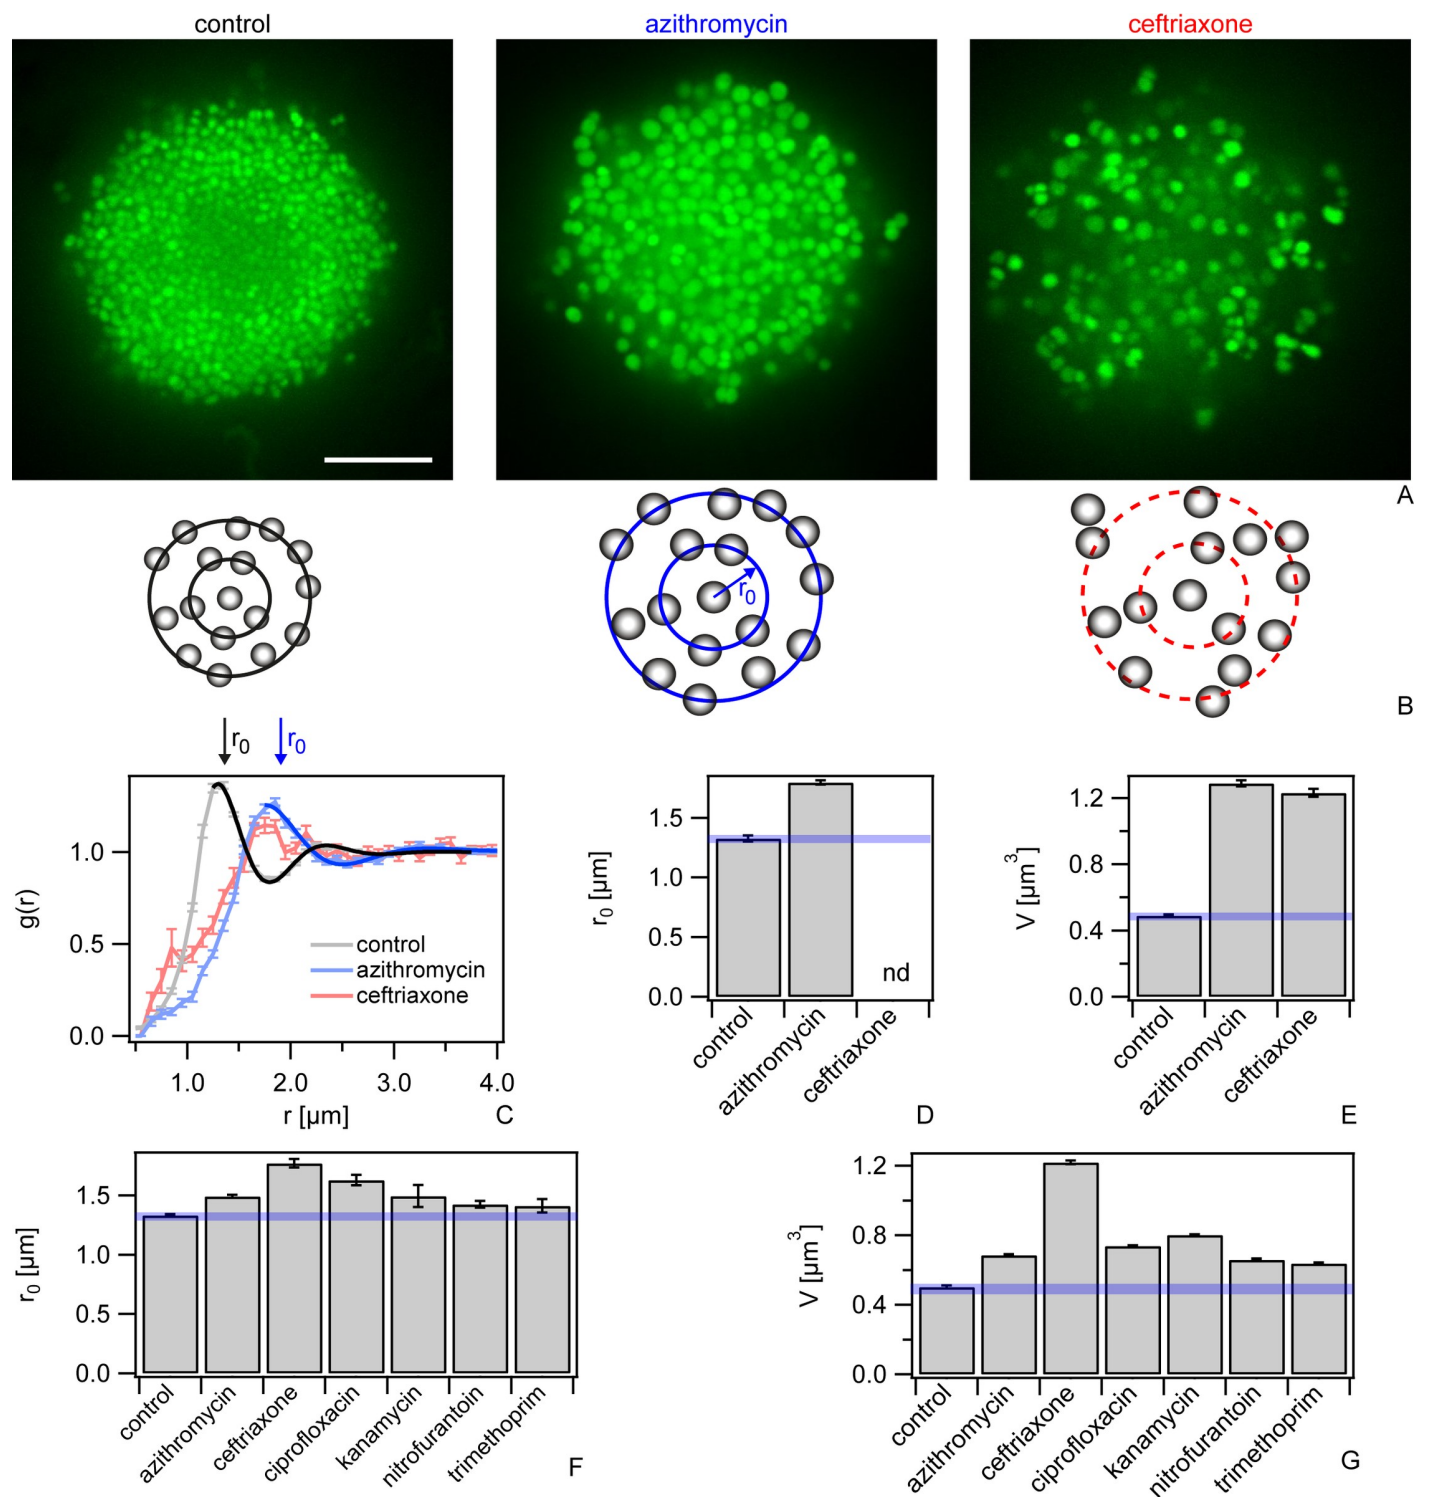 control azithromycin ceftriaxone
A
r0
B
r0 r0
1.0
0.5
0.0
g(r)
control
azithromycin
ceftriaxone
1.0 2.0 3.0 4.0
r [µm]
C
1.5
1.0
0.5
0.0
r0 [µm]
nd
control
azithromycin
ceftriaxone
D
1.2
0.8
0.4
0.0
V [µm3]
control
azithromycin
ceftriaxone
E
1.5
1.0
0.5
0.0
r0 [µm]
control
azithromycin
ceftriaxone
ciprofloxacin
kanamycin
nitrofurantoin
trimethoprim
F
1.2
0.8
0.4
0.0
V [µm3]
control
azithromycin
ceftriaxone
ciprofloxacin
kanamycin
nitrofurantoin
trimethoprim
G